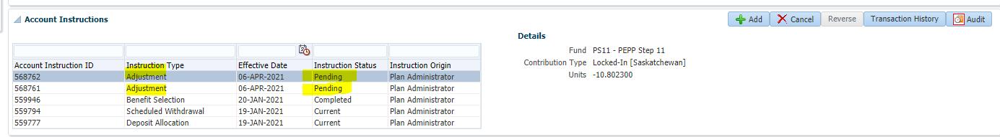 Account Instructions
Add Cancel Reverse Transaction History Audit
Details
Fund PS11 - PEPP Step 11
Contribution Type Locked-In [Saskatchewan]
Units -10.802300
Account Instruction ID Instruction Type Effective Date Instruction Status Instruction Origin
568762 Adjustment 06-APR-2021 Pending Plan Administrator
568761 Adjustment 06-APR-2021 Pending Plan Administrator
559946 Benefit Selection 20-JAN-2021 Completed Plan Administrator
559794 Scheduled Withdrawal 19-JAN-2021 Current Plan Administrator
559777 Deposit Allocation 19-JAN-2021 Current Plan Administrator